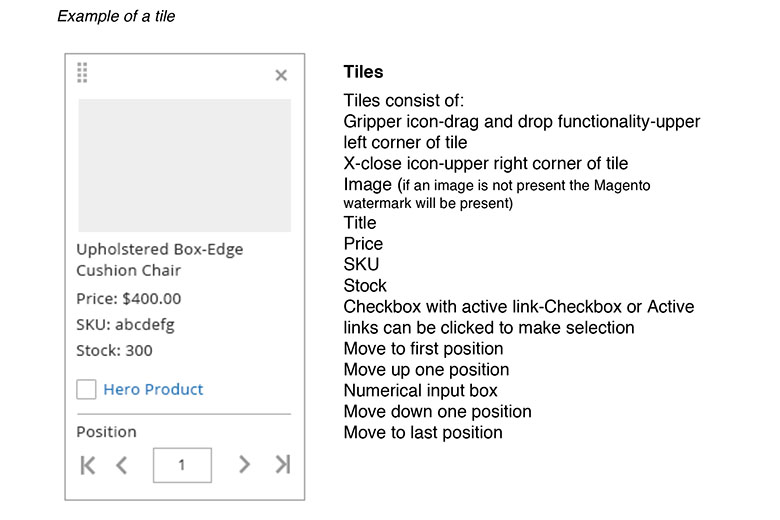 Example of a tile
Upholstered Box-Edge
Cushion Chair
Price: $400.00
SKU: abcdefg
Stock: 300
Hero Product
Position
1
Tiles
Tiles consist of:
Gripper icon-drag and drop functionality-upper
left corner of tile
X-close icon-upper right corner of tile
Image (if an image is not present the Magento
watermark will be present)
Title
Price
SKU
Stock
Checkbox with active link-Checkbox or Active
links can be clicked to make selection
Move to first position
Move up one position
Numerical input box
Move down one position
Move to last position